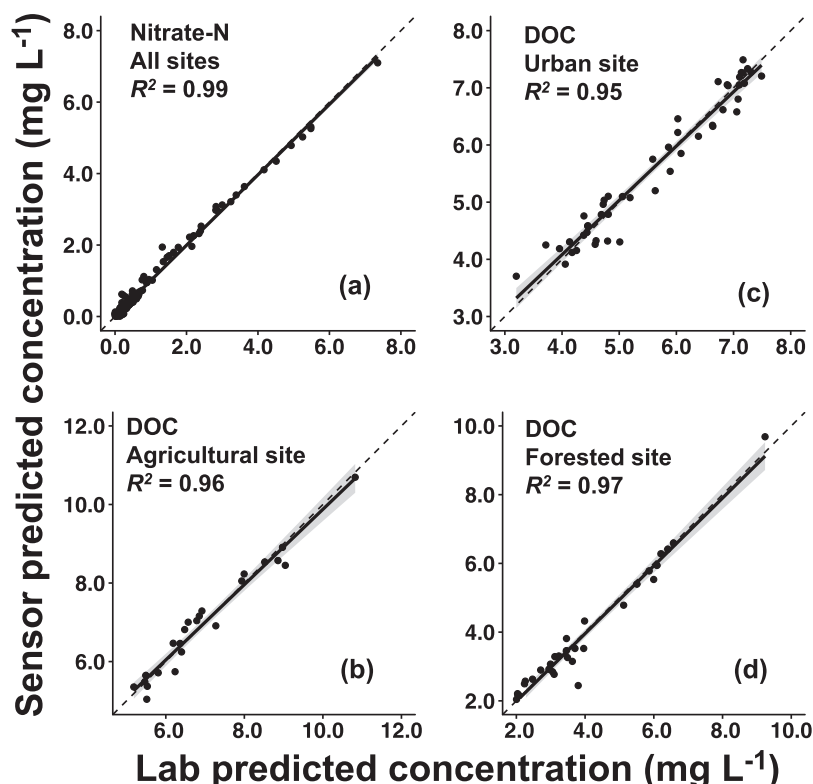 Sensor predicted concentration (mg L-1)
Nitrate-N
All sites
R2 = 0.99
(a)
8.0
6.0
4.0
2.0
0.0
0.0 2.0 4.0 6.0 8.0
DOC
Urban site
R2 = 0.95
(c)
8.0
7.0
6.0
5.0
4.0
3.0
3.0 4.0 5.0 6.0 7.0 8.0
DOC
Agricultural site
R2 = 0.96
(b)
12.0
10.0
8.0
6.0
6.0 8.0 10.0 12.0
DOC
Forested site
R2 = 0.97
(d)
10.0
8.0
6.0
4.0
2.0
2.0 4.0 6.0 8.0 10.0
Lab predicted concentration (mg L-1)